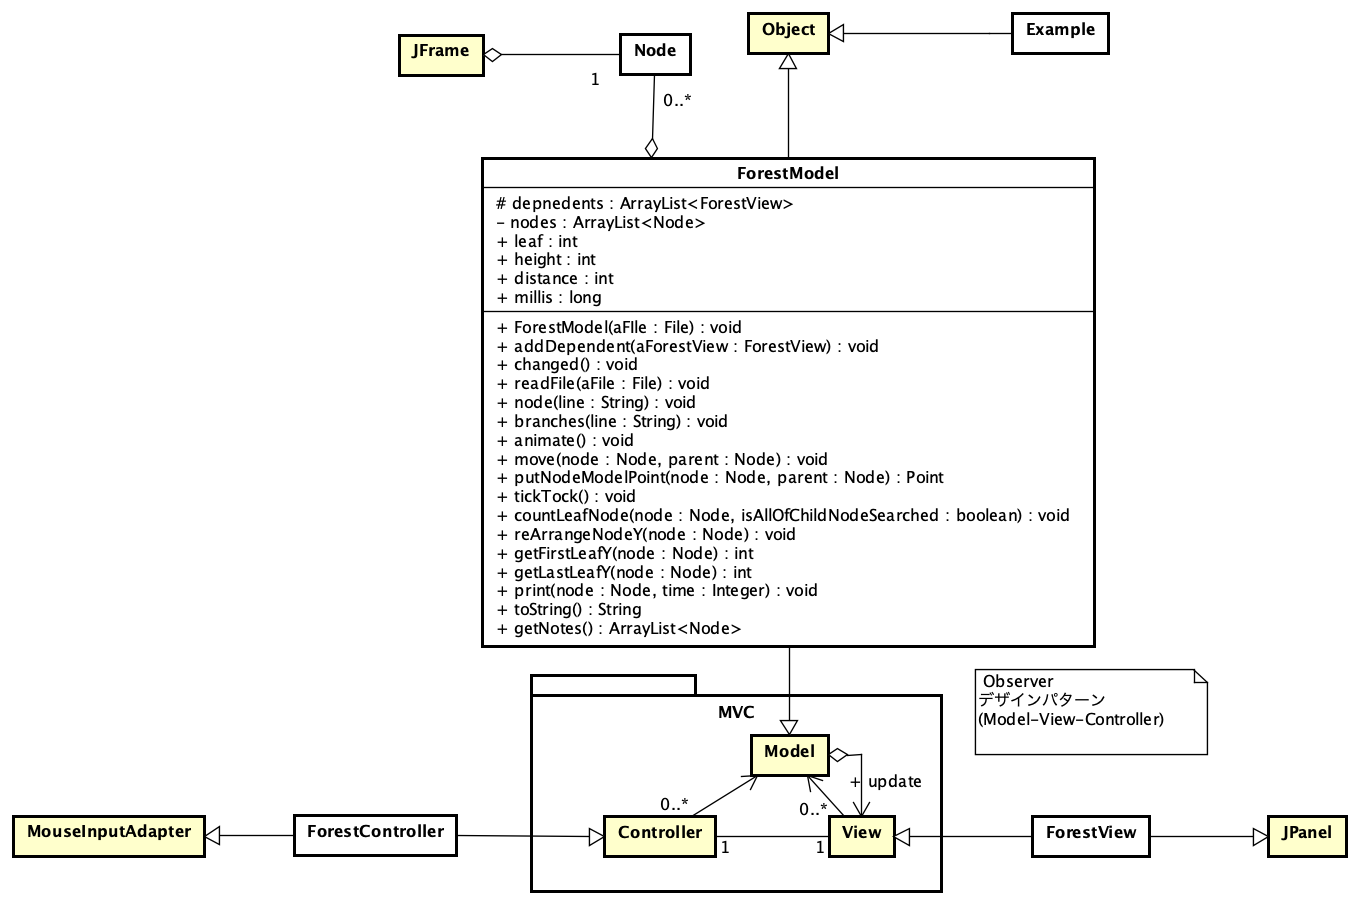 Object
Example
JFrame
Node
1
0..*
ForestModel
# depnedents : ArrayList<ForestView>
- nodes : ArrayList<Node>
+ leaf : int
+ height : int
+ distance : int
+ millis : long
+ ForestModel(aFIle : File) : void
+ addDependent(aForestView : ForestView) : void
+ changed() : void
+ readFile(aFile : File) : void
+ node(line : String) : void
+ branches(line : String) : void
+ animate() : void
+ move(node : Node, parent : Node) : void
+ putNodeModelPoint(node : Node, parent : Node) : Point
+ tickTock() : void
+ countLeafNode(node : Node, isAllOfChildNodeSearched : boolean) : void
+ reArrangeNodeY(node : Node) : void
+ getFirstLeafY(node : Node) : int
+ getLastLeafY(node : Node) : int
+ print(node : Node, time : Integer) : void
+ toString() : String
+ getNotes() : ArrayList<Node>
Observer
デザインパターン
(Model-View-Controller)
MVC
Model
+ update
0..*
0..*
MouseInputAdapter
ForestController
Controller
1
1
View
ForestView
JPanel